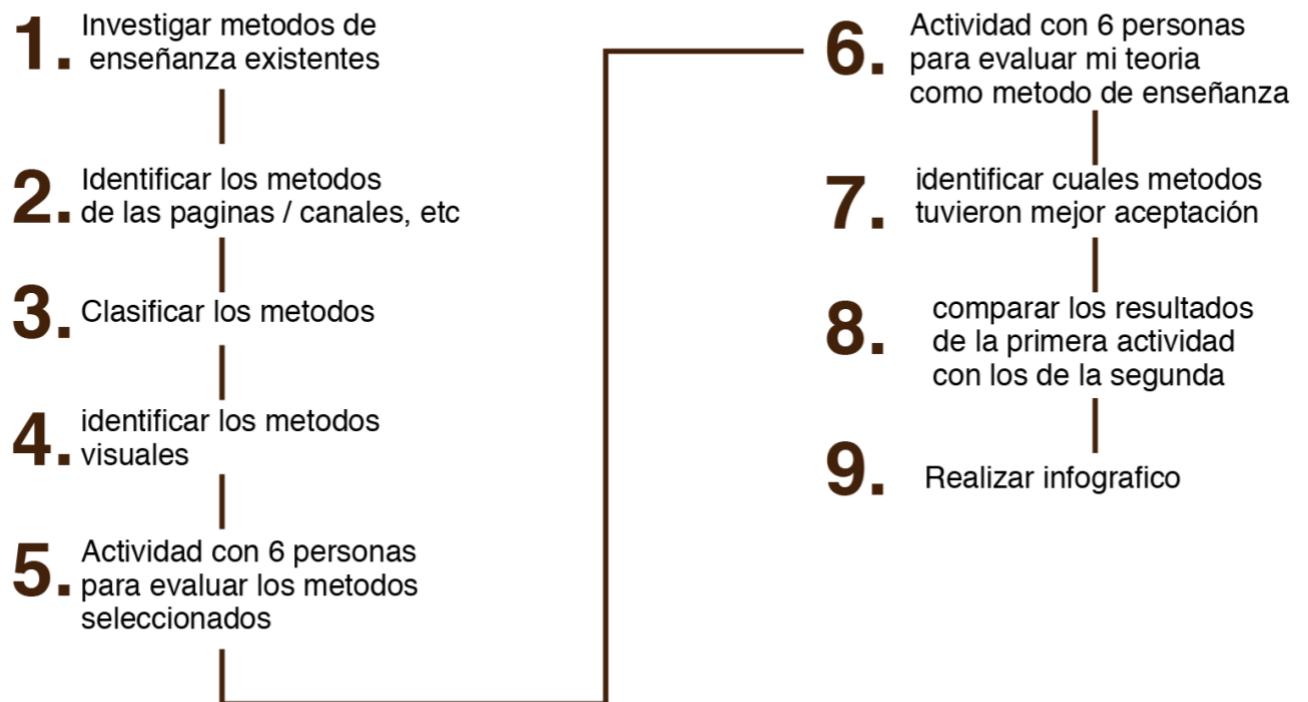 1. Investigar metodos de
enseñanza existentes
2. Identificar los metodos
de las paginas / canales, etc
3. Clasificar los metodos
4. identificar los metodos
visuales
5. Actividad con 6 personas
para evaluar los metodos
seleccionados
6. Actividad con 6 personas
para evaluar mi teoria
como metodo de enseñanza
7. identificar cuales metodos
tuvieron mejor aceptación
8. comparar los resultados
de la primera actividad
con los de la segunda
9. Realizar infografico